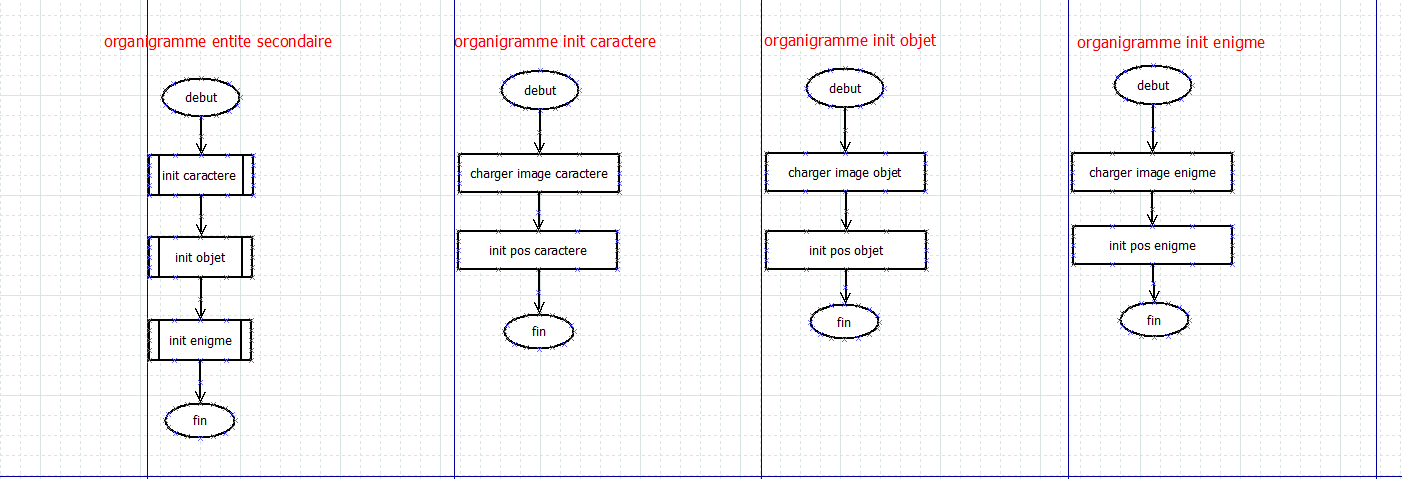 organigramme entite secondaire
debut
init caractere
init objet
init enigme
fin
organigramme init caractere
debut
charger image caractere
init pos caractere
fin
organigramme init objet
debut
charger image objet
init pos objet
fin
organigramme init enigme
debut
charger image enigme
init pos enigme
fin